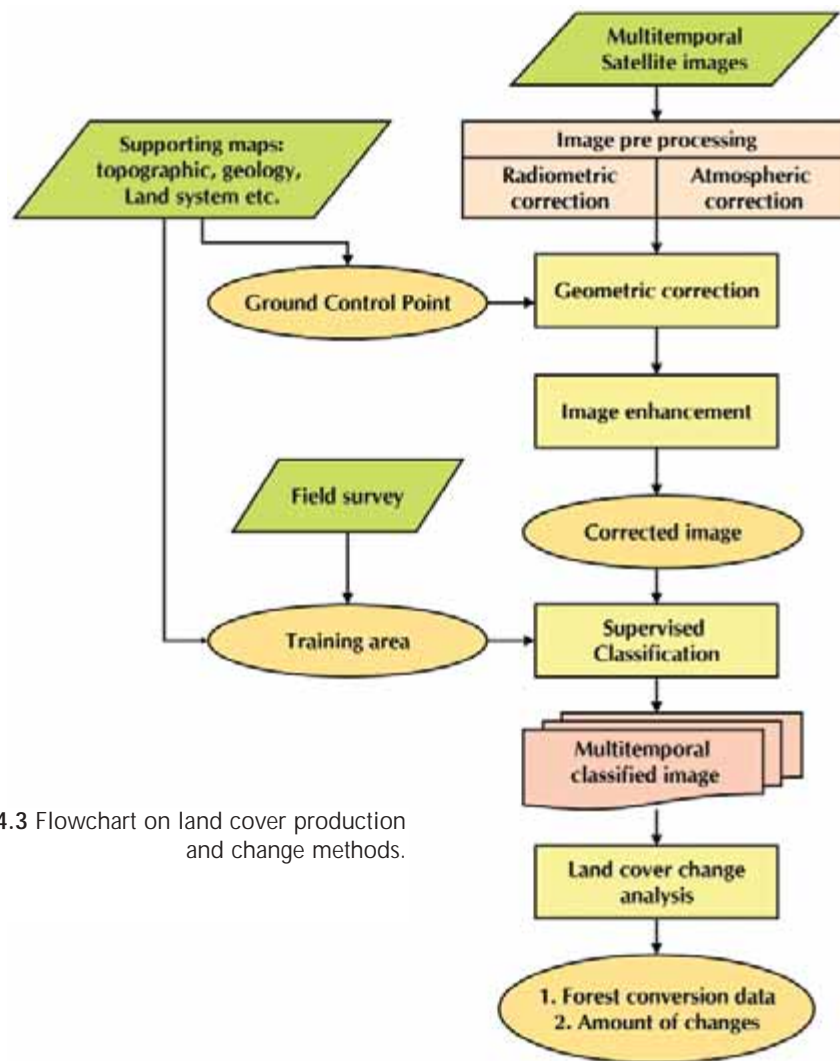 Multitemporal
Satellite images
Supporting maps:
topographic, geology,
Land system etc.
Image pre processing
Radiometric
correction
Atmospheric
correction
Ground Control Point
Geometric correction
Image enhancement
Field survey
Corrected image
Training area
Supervised
Classification
Multitemporal
classified image
4.3 Flowchart on land cover production
and change methods.
Land cover change
analysis
1. Forest conversion data
2. Amount of changes